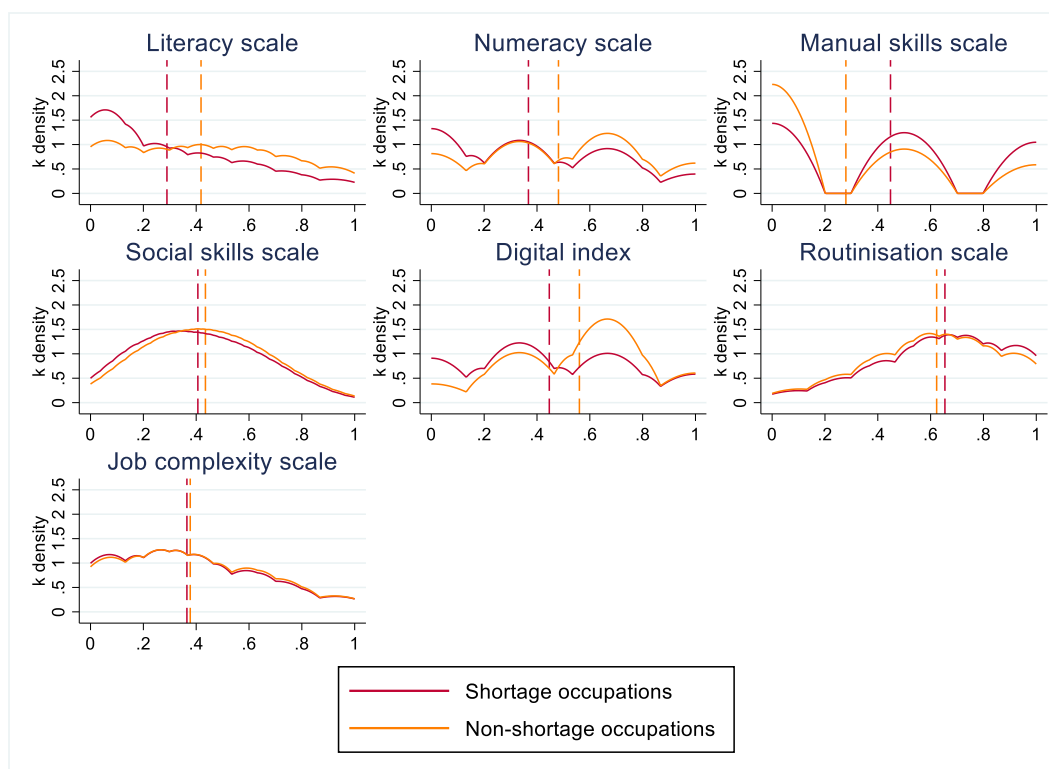 Literacy scale
k density
0 .5 1 1.5 2 2.5
0 .2 .4 .6 .8 1
Numeracy scale
k density
0 .5 1 1.5 2 2.5
0 .2 .4 .6 .8 1
Manual skills scale
k density
0 .5 1 1.5 2 2.5
0 .2 .4 .6 .8 1
Social skills scale
k density
0 .5 1 1.5 2 2.5
0 .2 .4 .6 .8 1
Digital index
k density
0 .5 1 1.5 2 2.5
0 .2 .4 .6 .8 1
Routinisation scale
k density
0 .5 1 1.5 2 2.5
0 .2 .4 .6 .8 1
Job complexity scale
k density
0 .5 1 1.5 2 2.5
0 .2 .4 .6 .8 1
Shortage occupations
Non-shortage occupations